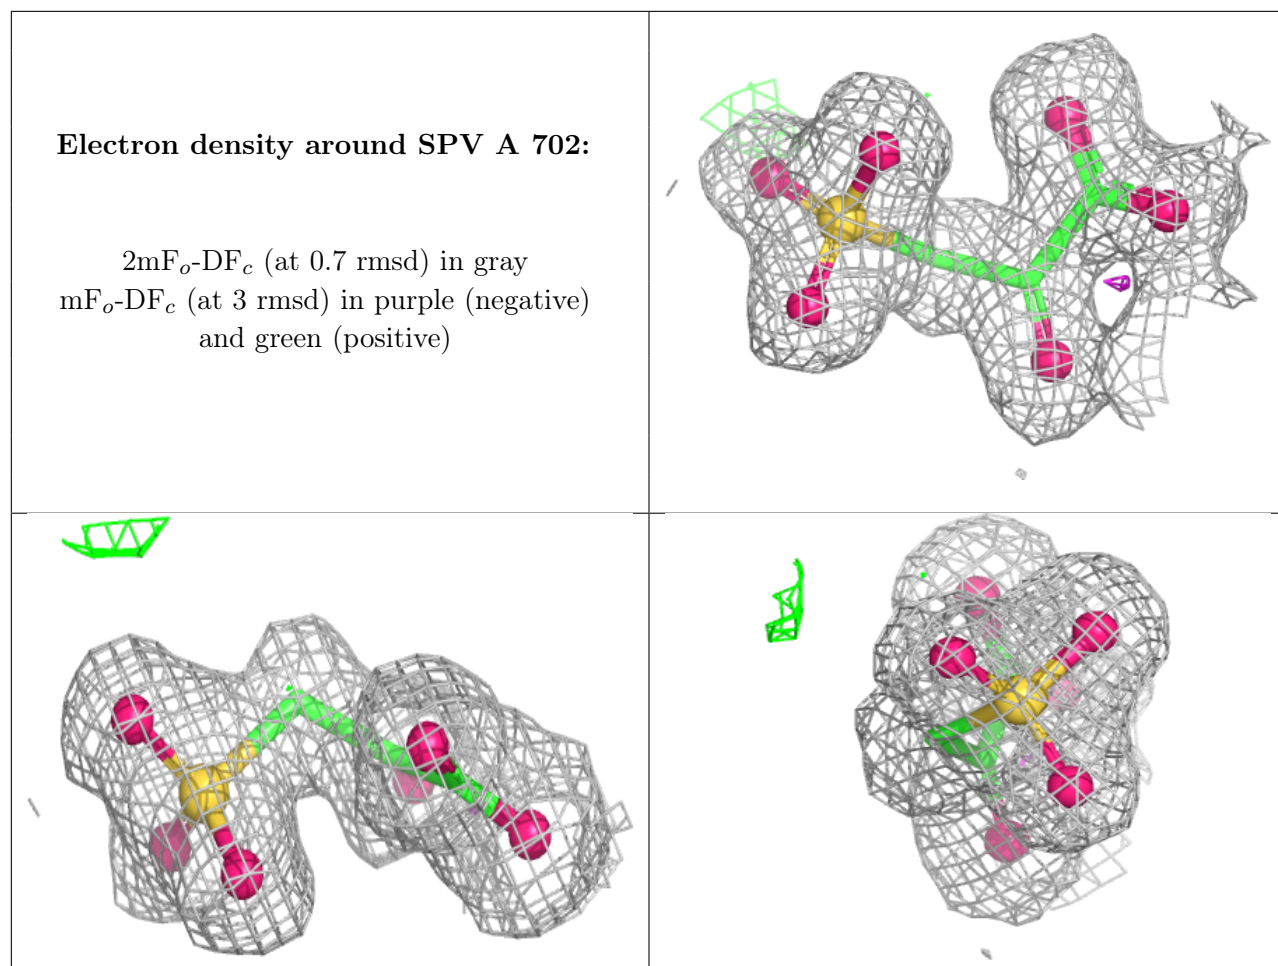 Electron density around SPV A 702:
2mFₒ-DF𝒸 (at 0.7 rmsd) in gray
mFₒ-DF𝒸 (at 3 rmsd) in purple (negative)
and green (positive)